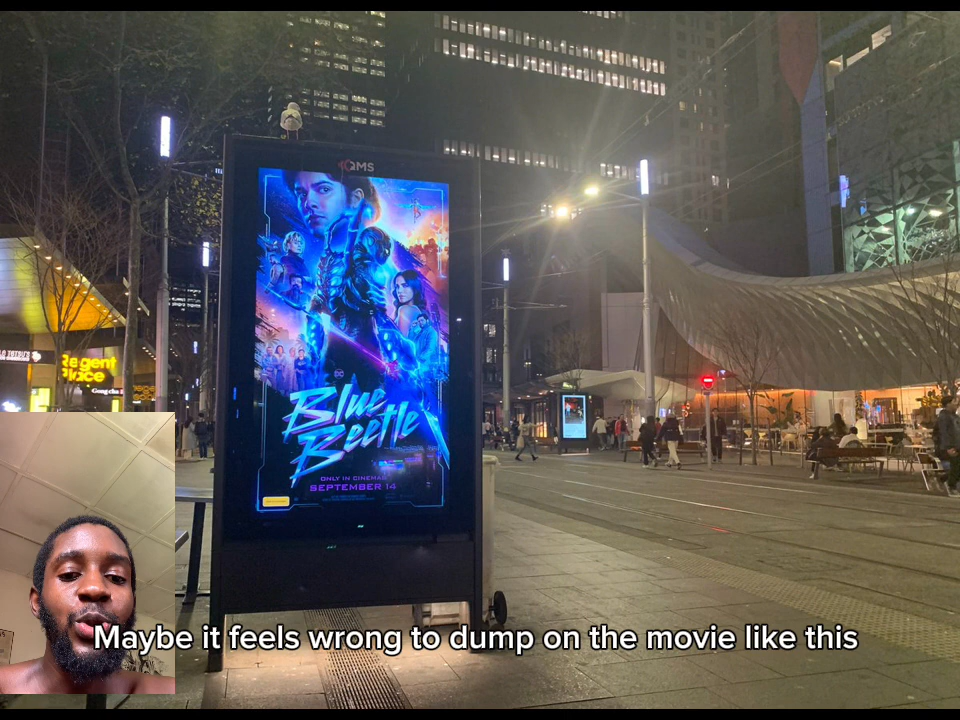 QMS
Regent
Place
DC
Blue
Beetle
ONLY IN CINEMAS
SEPTEMBER 14
Maybe it feels wrong to dump on the movie like this